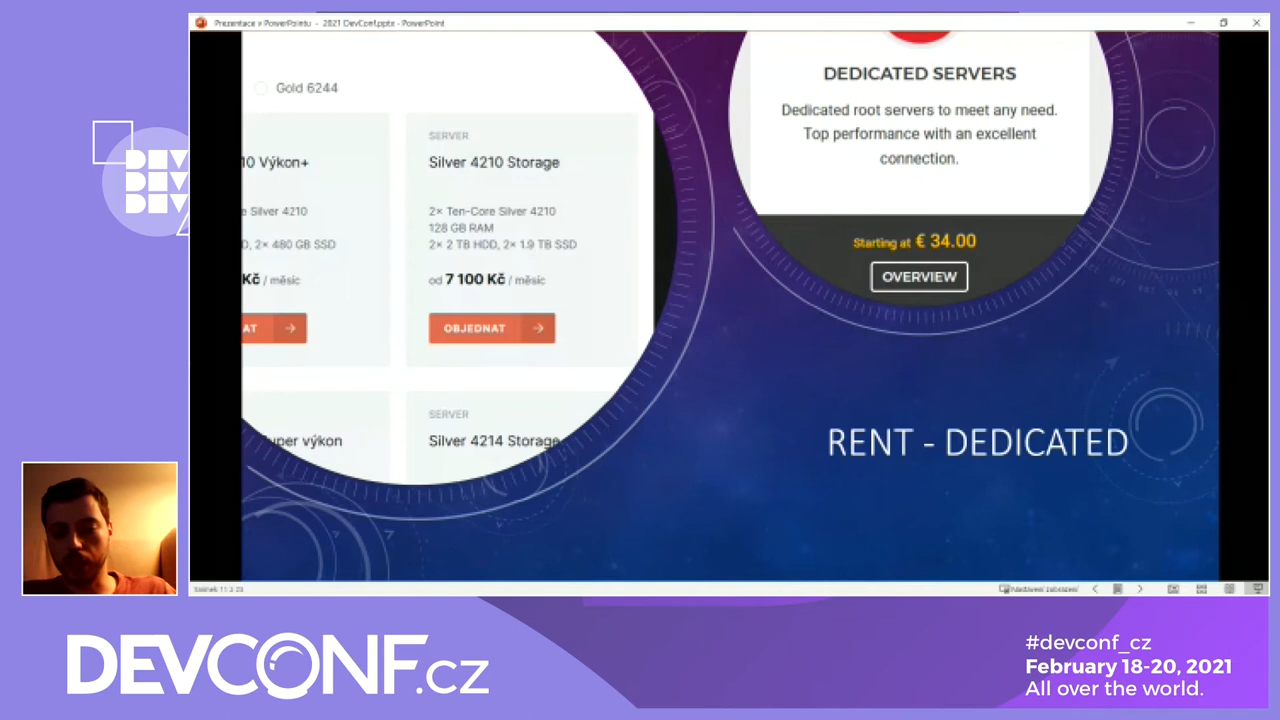 Prezentace v PowerPointu - 2021 DevConf.pptx - PowerPoint
Gold 6244
SERVER
10 Výkon+
Silver 4210 Storage
e Silver 4210
2× Ten-Core Silver 4210
128 GB RAM
D, 2× 480 GB SSD
2× 2 TB HDD, 2× 1.9 TB SSD
Kč / měsíc
od 7 100 Kč / měsíc
AT
OBJEDNAT
SERVER
uper výkon
Silver 4214 Storage
DEDICATED SERVERS
Dedicated root servers to meet any need.
Top performance with an excellent
connection.
Starting at € 34.00
OVERVIEW
RENT - DEDICATED
DEV
DEV
DEV
DEVCONF.cz
#devconf_cz
February 18-20, 2021
All over the world.